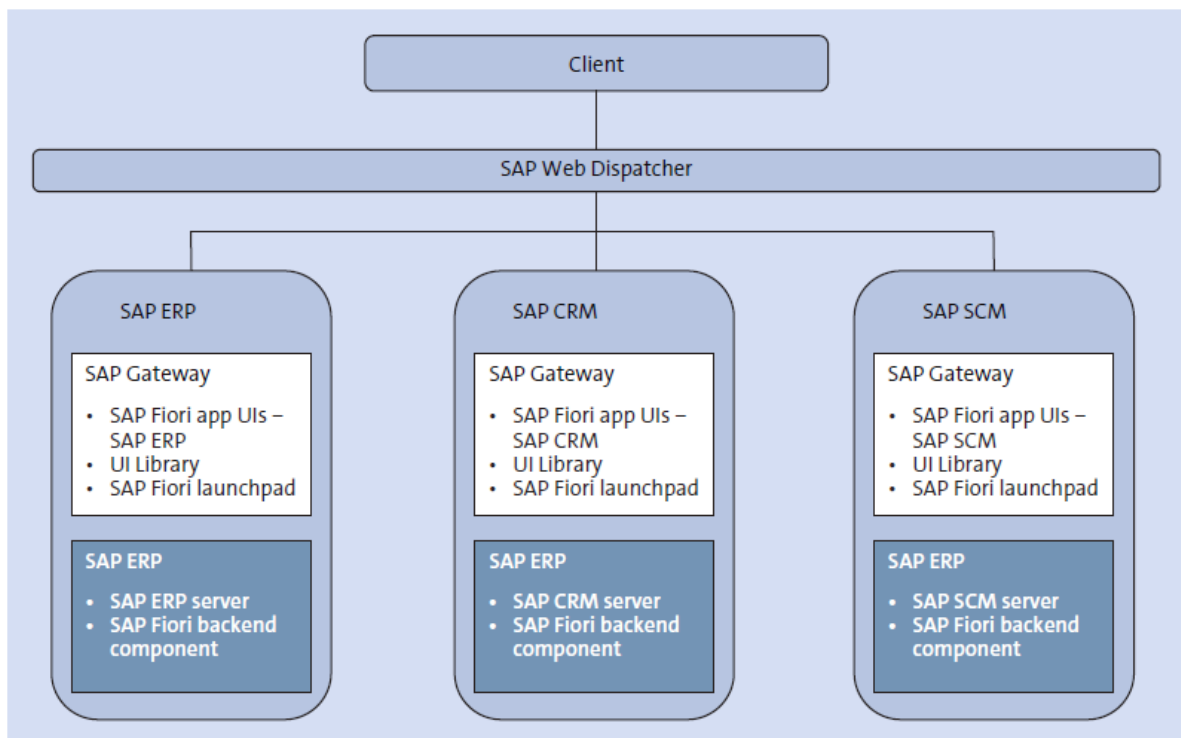 Client
SAP Web Dispatcher
SAP ERP
SAP Gateway
• SAP Fiori app UIs –
SAP ERP
• UI Library
• SAP Fiori launchpad
SAP ERP
• SAP ERP server
• SAP Fiori backend
component
SAP CRM
SAP Gateway
• SAP Fiori app UIs –
SAP CRM
• UI Library
• SAP Fiori launchpad
SAP ERP
• SAP CRM server
• SAP Fiori backend
component
SAP SCM
SAP Gateway
• SAP Fiori app UIs –
SAP SCM
• UI Library
• SAP Fiori launchpad
SAP ERP
• SAP SCM server
• SAP Fiori backend
component